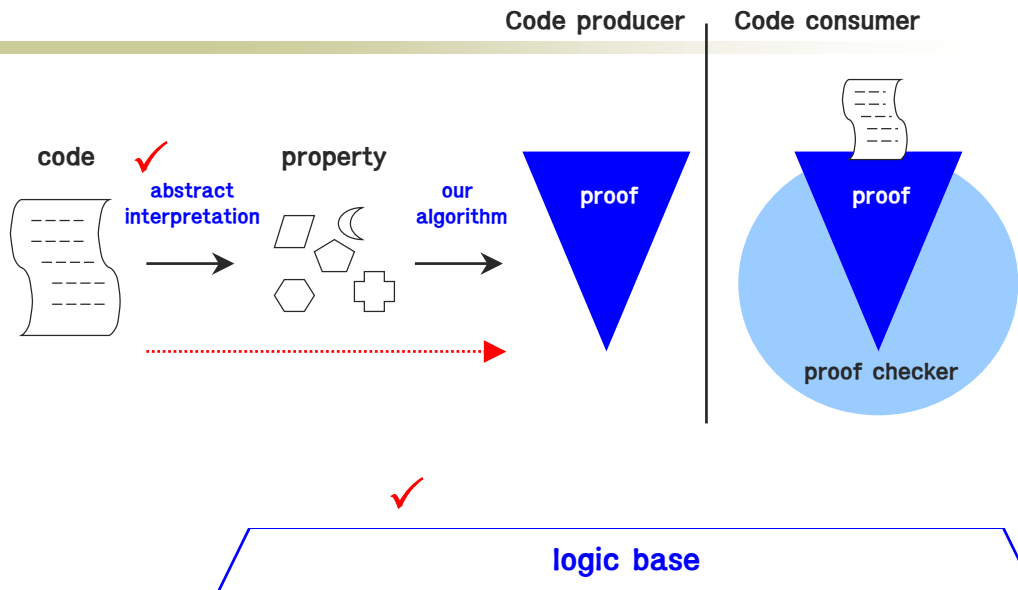 Code producer
Code consumer
code
property
abstract
interpretation
our
algorithm
proof
proof
proof checker
logic base